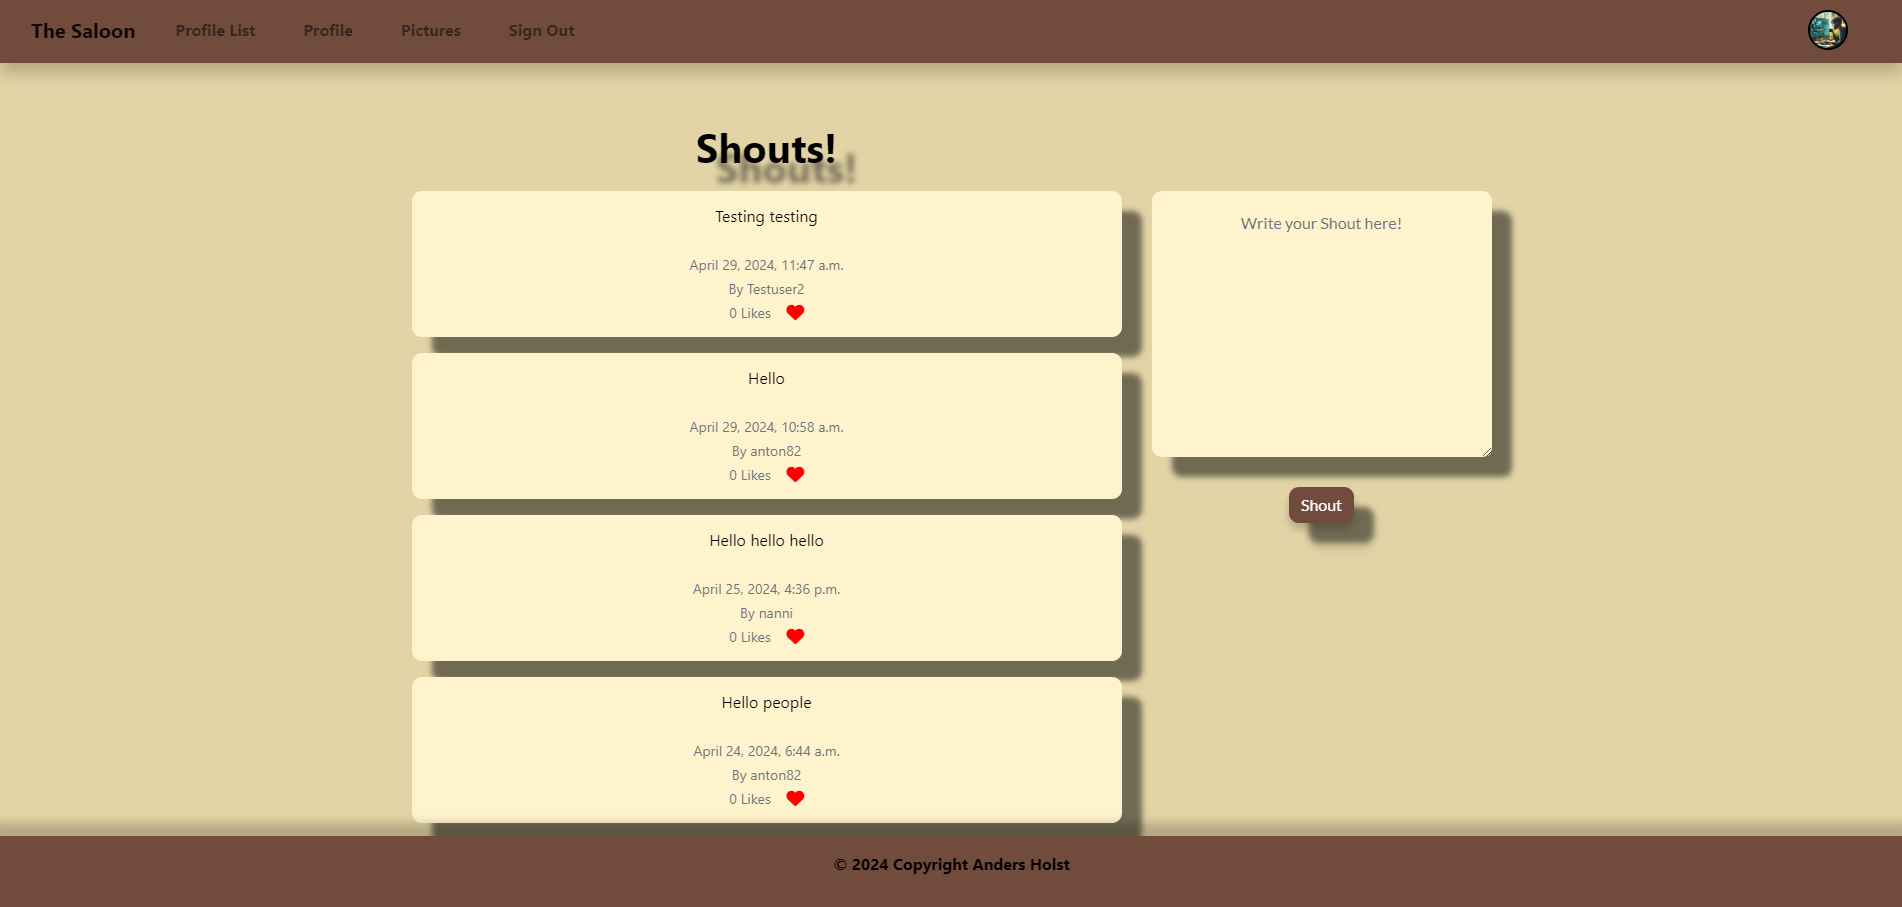 The Saloon Profile List Profile Pictures Sign Out
Shouts!
Testing testing
April 29, 2024, 11:47 a.m.
By Testuser2
0 Likes
Hello
April 29, 2024, 10:58 a.m.
By anton82
0 Likes
Hello hello hello
April 25, 2024, 4:36 p.m.
By nanni
0 Likes
Hello people
April 24, 2024, 6:44 a.m.
By anton82
0 Likes
Write your Shout here!
Shout
© 2024 Copyright Anders Holst